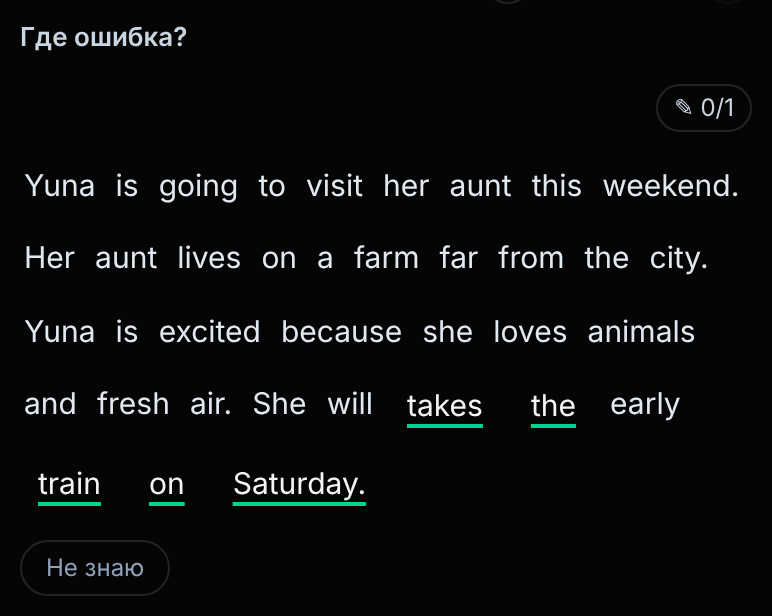 Где ошибка?
✎ 0/1
Yuna is going to visit her aunt this weekend.
Her aunt lives on a farm far from the city.
Yuna is excited because she loves animals
and fresh air. She will takes the early
train on Saturday.
Не знаю